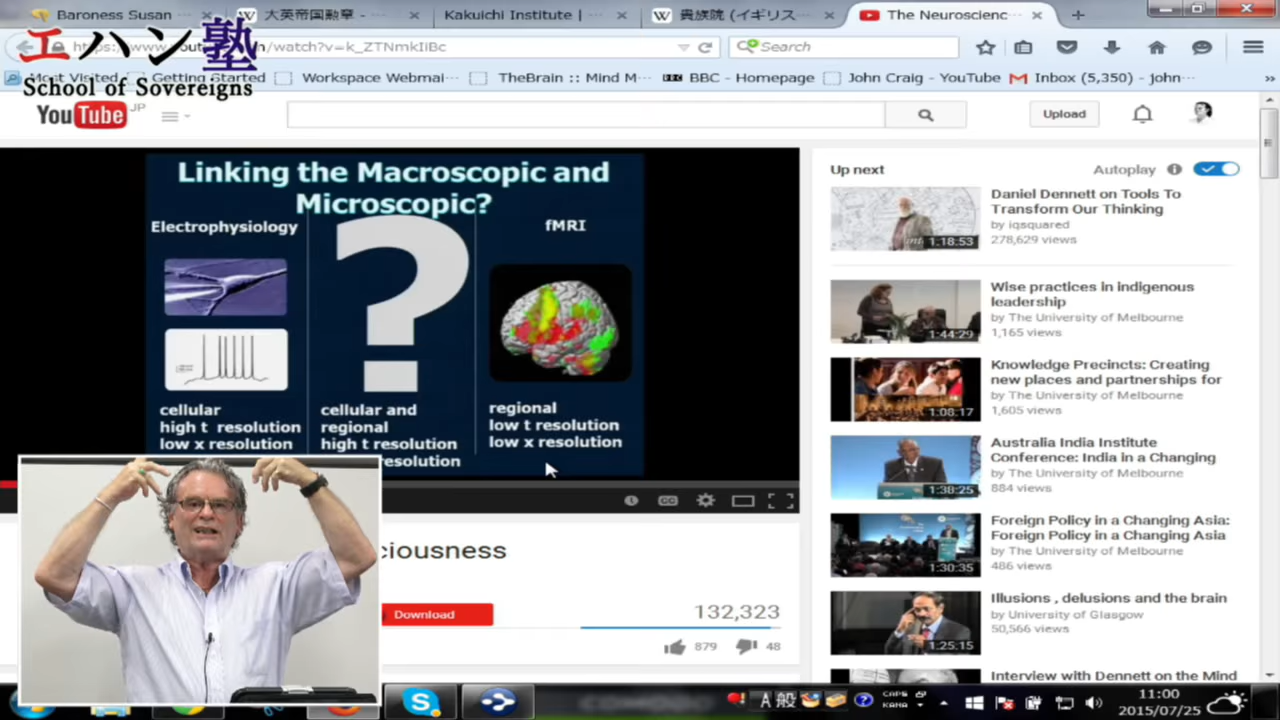 Baroness Susan
大英帝国勲章 -
Kakuichi Institute |
貴族院 (イギリス
The Neuroscienc
エハン塾
School of Sovereigns
/watch?v=k_ZTNmkIiBc
Search
Most Visited
Getting Started
Workspace Webmai···
TheBrain :: Mind M···
BBC - Homepage
John Craig - YouTube
Inbox (5,350) - john···
YouTube JP
Upload
Linking the Macroscopic and
Microscopic?
Electrophysiology
fMRI
?
cellular
high t resolution
low x resolution
cellular and
regional
high t resolution
esolution
regional
low t resolution
low x resolution
CC
ciousness
Download
132,323
879
48
Up next
Autoplay
Daniel Dennett on Tools To
Transform Our Thinking
by iqsquared
278,629 views
1:18:53
Wise practices in indigenous
leadership
by The University of Melbourne
1,165 views
1:44:29
Knowledge Precincts: Creating
new places and partnerships for
by The University of Melbourne
1,605 views
1:08:17
Australia India Institute
Conference: India in a Changing
by The University of Melbourne
884 views
1:38:25
Foreign Policy in a Changing Asia:
Foreign Policy in a Changing Asia
by The University of Melbourne
486 views
1:30:35
Illusions , delusions and the brain
by University of Glasgow
50,566 views
1:25:15
Interview with Dennett on the Mind
A 般
CAPS
KANA
11:00
2015/07/25